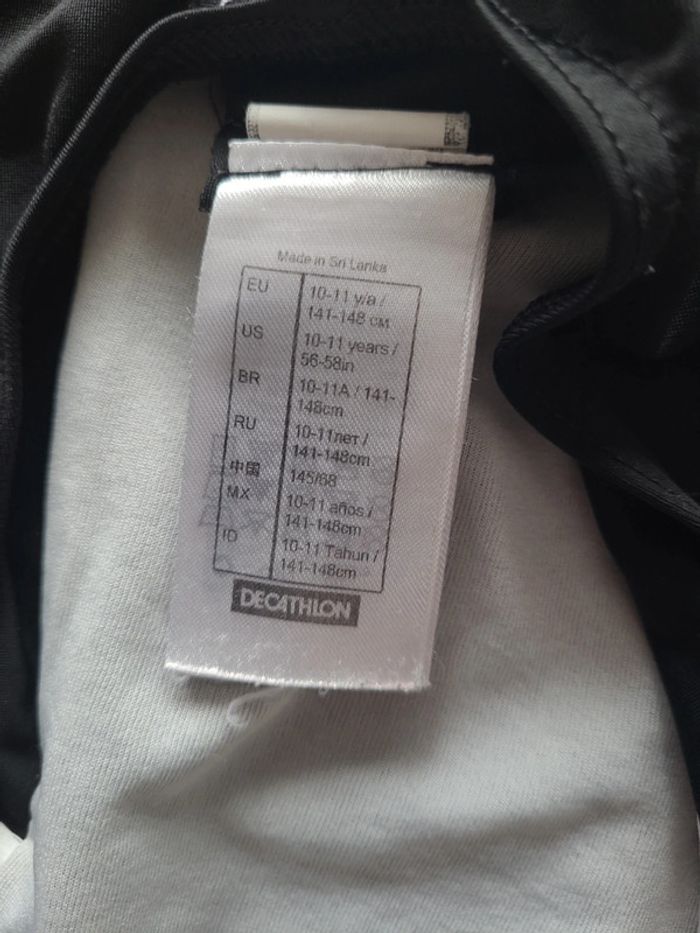 Made in Sri Lanka
EU 10-11 y/a /
141-148 см
US 10-11 years /
56-58in
BR 10-11A / 141-
148cm
RU 10-11лет /
141-148cm
中国 145/68
MX 10-11 años /
141-148cm
ID 10-11 Tahun /
141-148cm
DECATHLON